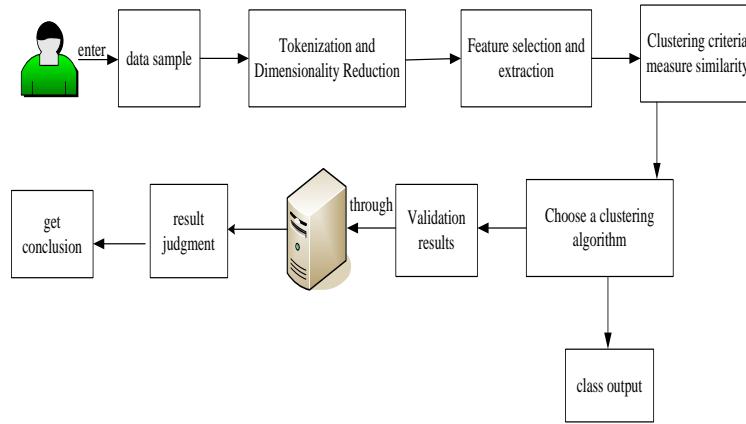 enter
data sample
Tokenization and
Dimensionality Reduction
Feature selection and
extraction
Clustering criteria
measure similarity
get
conclusion
result
judgment
through
Validation
results
Choose a clustering
algorithm
class output